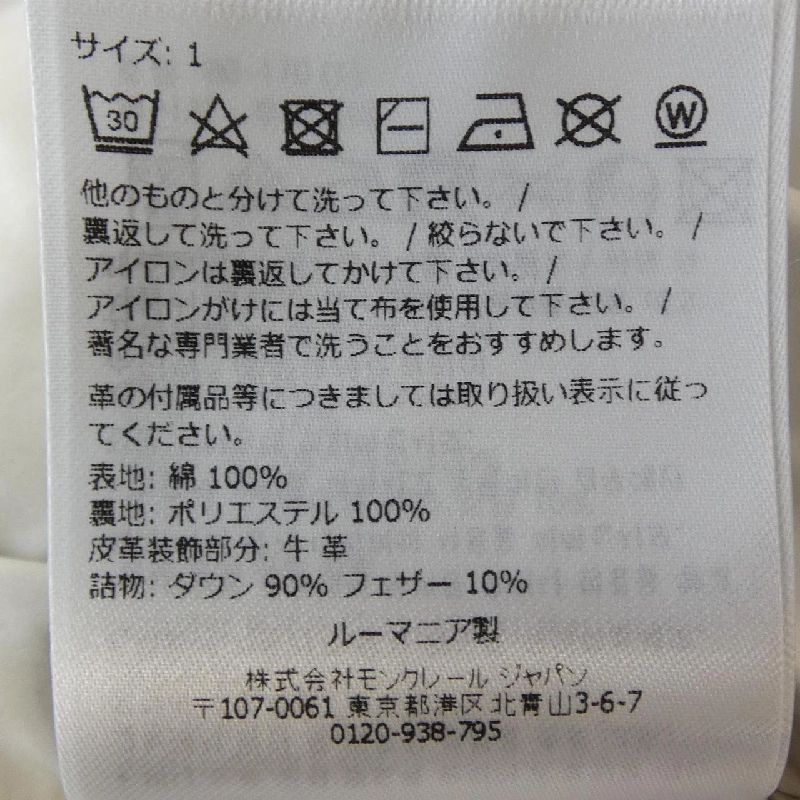 サイズ: 1
30
W
他のものと分けて洗って下さい。 /
裏返して洗って下さい。 / 絞らないで下さい。 /
アイロンは裏返してかけて下さい。 /
アイロンがけには当て布を使用して下さい。 /
著名な専門業者で洗うことをおすすめします。
革の付属品等につきましては取り扱い表示に従っ
てください。
表地: 綿 100%
裏地: ポリエステル 100%
皮革装飾部分: 牛 革
詰物: ダウン 90% フェザー 10%
ルーマニア製
株式会社モンクレール ジャパン
〒107-0061 東京都港区北青山3-6-7
0120-938-795